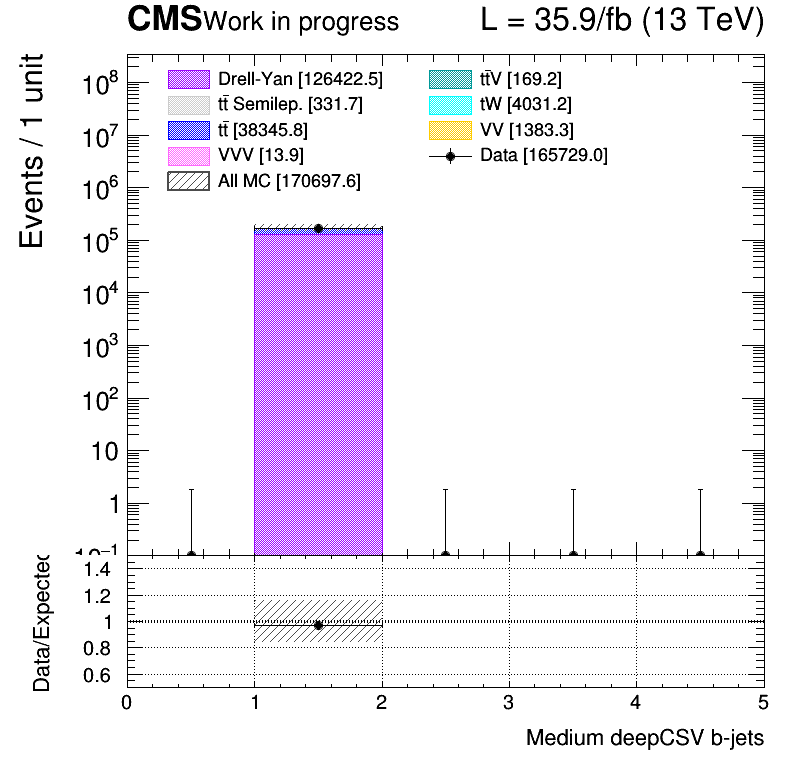 CMS Work in progress L = 35.9/fb (13 TeV)
Events / 1 unit
Drell-Yan [126422.5]
tt̄ Semilep. [331.7]
tt̄ [38345.8]
VVV [13.9]
All MC [170697.6]
tt̄V [169.2]
tW [4031.2]
VV [1383.3]
Data [165729.0]
10⁸
10⁷
10⁶
10⁵
10⁴
10³
10²
10
1
10⁻¹
Data/Expected
1.4
1.2
1
0.8
0.6
0 1 2 3 4 5
Medium deepCSV b-jets